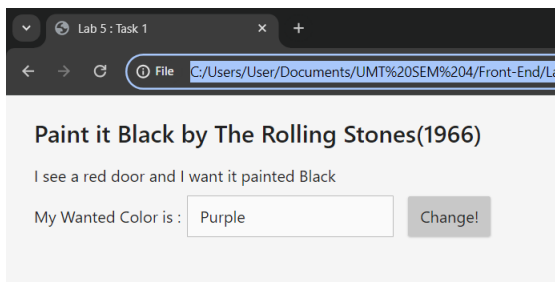 Lab 5 : Task 1
File C:/Users/User/Documents/UMT%20SEM%204/Front-End/La
Paint it Black by The Rolling Stones(1966)
I see a red door and I want it painted Black
My Wanted Color is : Purple Change!